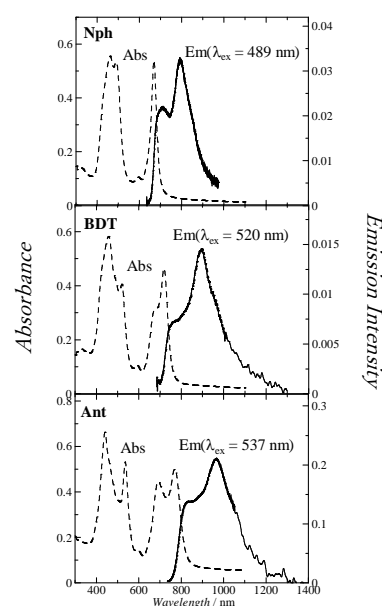 Nph
Abs
Em(λex = 489 nm)
0.6
0.4
0.2
0
0.04
0.03
0.02
0.01
0
BDT
Abs
Em(λex = 520 nm)
0.6
0.4
0.2
0
0.015
0.01
0.005
0
Ant
Abs
Em(λex = 537 nm)
0.8
0.6
0.4
0.2
0
0.3
0.2
0.1
0
400 600 800 1000 1200 1400
Wavelength / nm
Absorbance
Emission Intensity